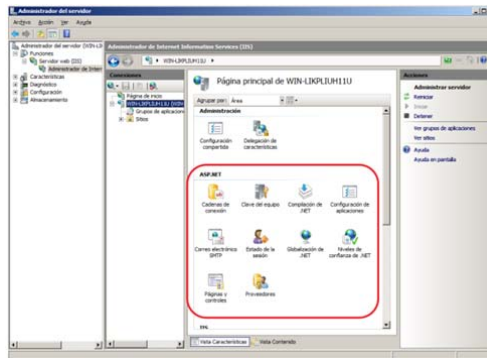 Administrador del servidor
Archivo Acción Ver Ayuda
Administrador del servidor (WIN-LIK
Funciones
Servidor web (IIS)
Administrador de Inter
Características
Diagnóstico
Configuración
Almacenamiento
Administrador de Internet Information Services (IIS)
WIN-LIKPLIUH11U
Conexiones
Página de inicio
WIN-LIKPLIUH11U (WIN
Grupos de aplicacion
Sitios
Página principal de WIN-LIKPLIUH11U
Agrupar por: Área
Administración
Configuración compartida
Delegación de características
ASP.NET
Cadenas de conexión
Clave del equipo
Compilación de .NET
Configuración de aplicaciones
Correo electrónico SMTP
Estado de la sesión
Globalización de .NET
Niveles de confianza de .NET
Páginas y controles
Proveedores
IIS
Vista Características
Vista Contenido
Acciones
Administrar servidor
Reiniciar
Iniciar
Detener
Ver grupos de aplicaciones
Ver sitios
Ayuda
Ayuda en pantalla